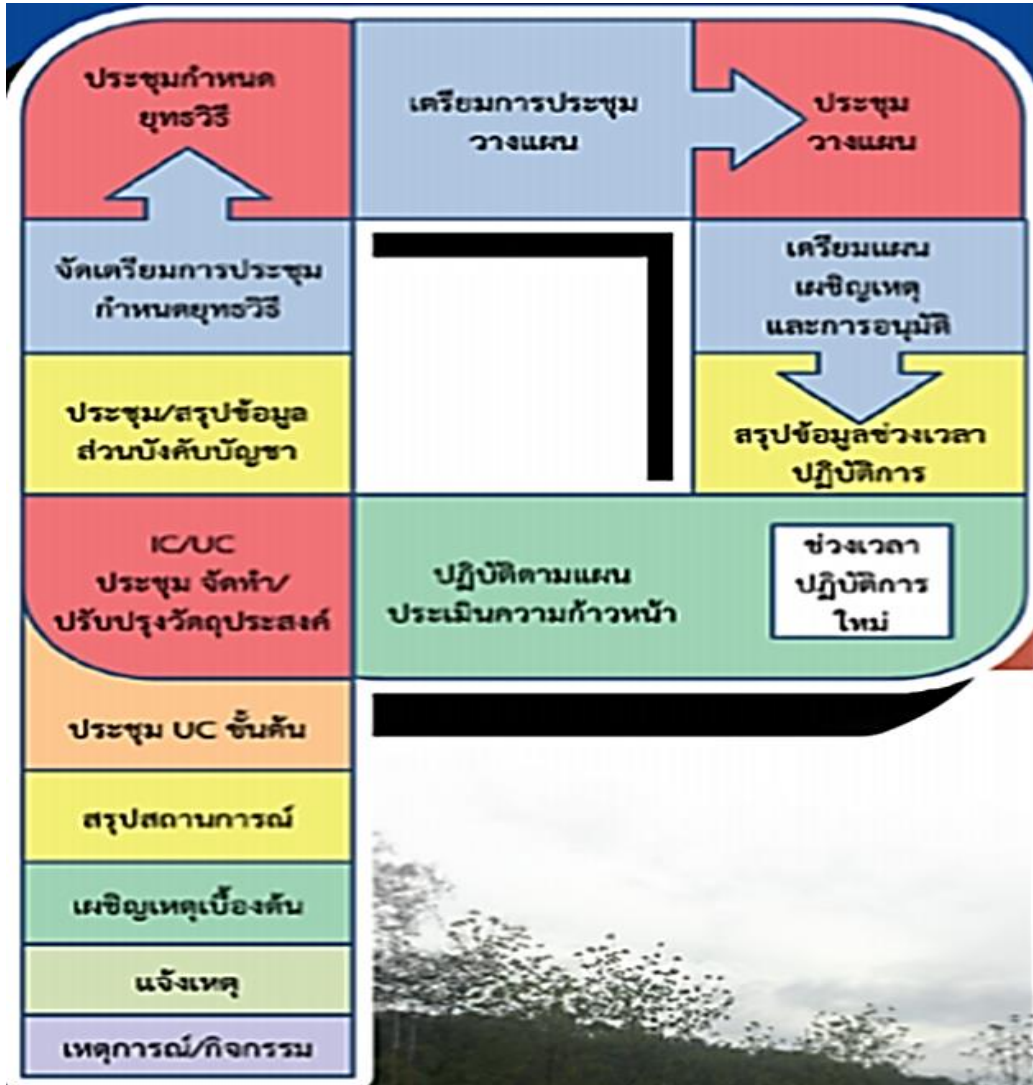 ประชุมกำหนด
ยุทธวิธี
เตรียมการประชุม
วางแผน
ประชุม
วางแผน
จัดเตรียมการประชุม
กำหนดยุทธวิธี
เตรียมแผน
เผชิญเหตุ
และการอนุมัติ
ประชุม/สรุปข้อมูล
ส่วนบังคับบัญชา
สรุปข้อมูลช่วงเวลา
ปฏิบัติการ
IC/UC
ประชุม จัดทำ/
ปรับปรุงวัตถุประสงค์
ปฏิบัติตามแผน
ประเมินความก้าวหน้า
ช่วงเวลา
ปฏิบัติการ
ใหม่
ประชุม UC ขั้นต้น
สรุปสถานการณ์
เผชิญเหตุเบื้องต้น
แจ้งเหตุ
เหตุการณ์/กิจกรรม